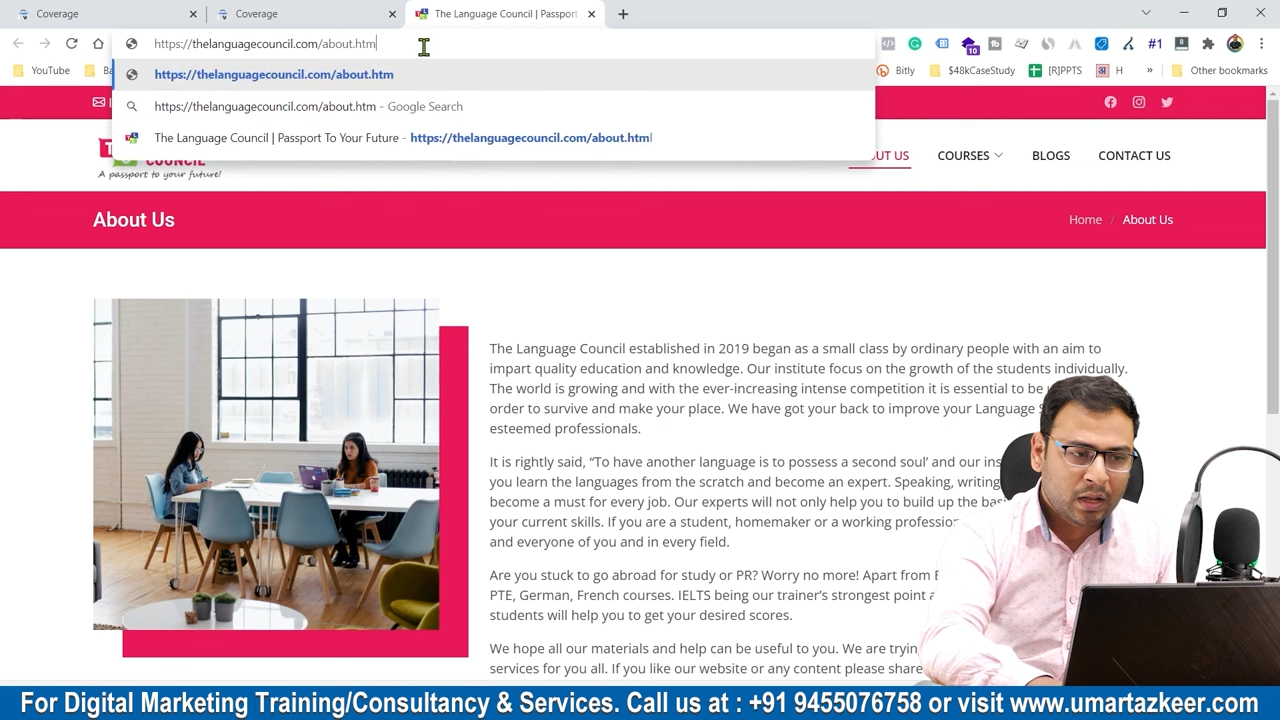 Coverage
Coverage
The Language Council | Passport
https://thelanguagecouncil.com/about.htm
https://thelanguagecouncil.com/about.htm
https://thelanguagecouncil.com/about.htm - Google Search
The Language Council | Passport To Your Future - https://thelanguagecouncil.com/about.html
10
8
#1
YouTube
Ba
Bitly
$48kCaseStudy
[R]PPTS
H
»
Other bookmarks
COUNCIL
A passport to your future!
UT US
COURSES
BLOGS
CONTACT US
About Us
Home / About Us
The Language Council established in 2019 began as a small class by ordinary people with an aim to
impart quality education and knowledge. Our institute focus on the growth of the students individually.
The world is growing and with the ever-increasing intense competition it is essential to be
order to survive and make your place. We have got your back to improve your Language
esteemed professionals.
It is rightly said, “To have another language is to possess a second soul’ and our ins
you learn the languages from the scratch and become an expert. Speaking, writing
become a must for every job. Our experts will not only help you to build up the bas
your current skills. If you are a student, homemaker or a working professio
and everyone of you and in every field.
Are you stuck to go abroad for study or PR? Worry no more! Apart from
PTE, German, French courses. IELTS being our trainer’s strongest point a
students will help you to get your desired scores.
We hope all our materials and help can be useful to you. We are tryin
services for you all. If you like our website or any content please share
For Digital Marketing Training/Consultancy & Services. Call us at : +91 9455076758 or visit www.umartazkeer.com